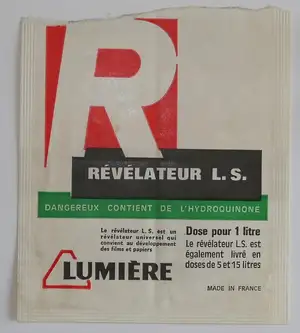 R
RÉVÉLATEUR L. S.
DANGEREUX CONTIENT DE L'HYDROQUINONE
Le révélateur L. S. est un
révélateur universel qui
convient au développement
des films et papiers
Dose pour 1 litre
Le révélateur L.S. est
également livré en
doses de 5 et 15 litres
LUMIÈRE
MADE IN FRANCE